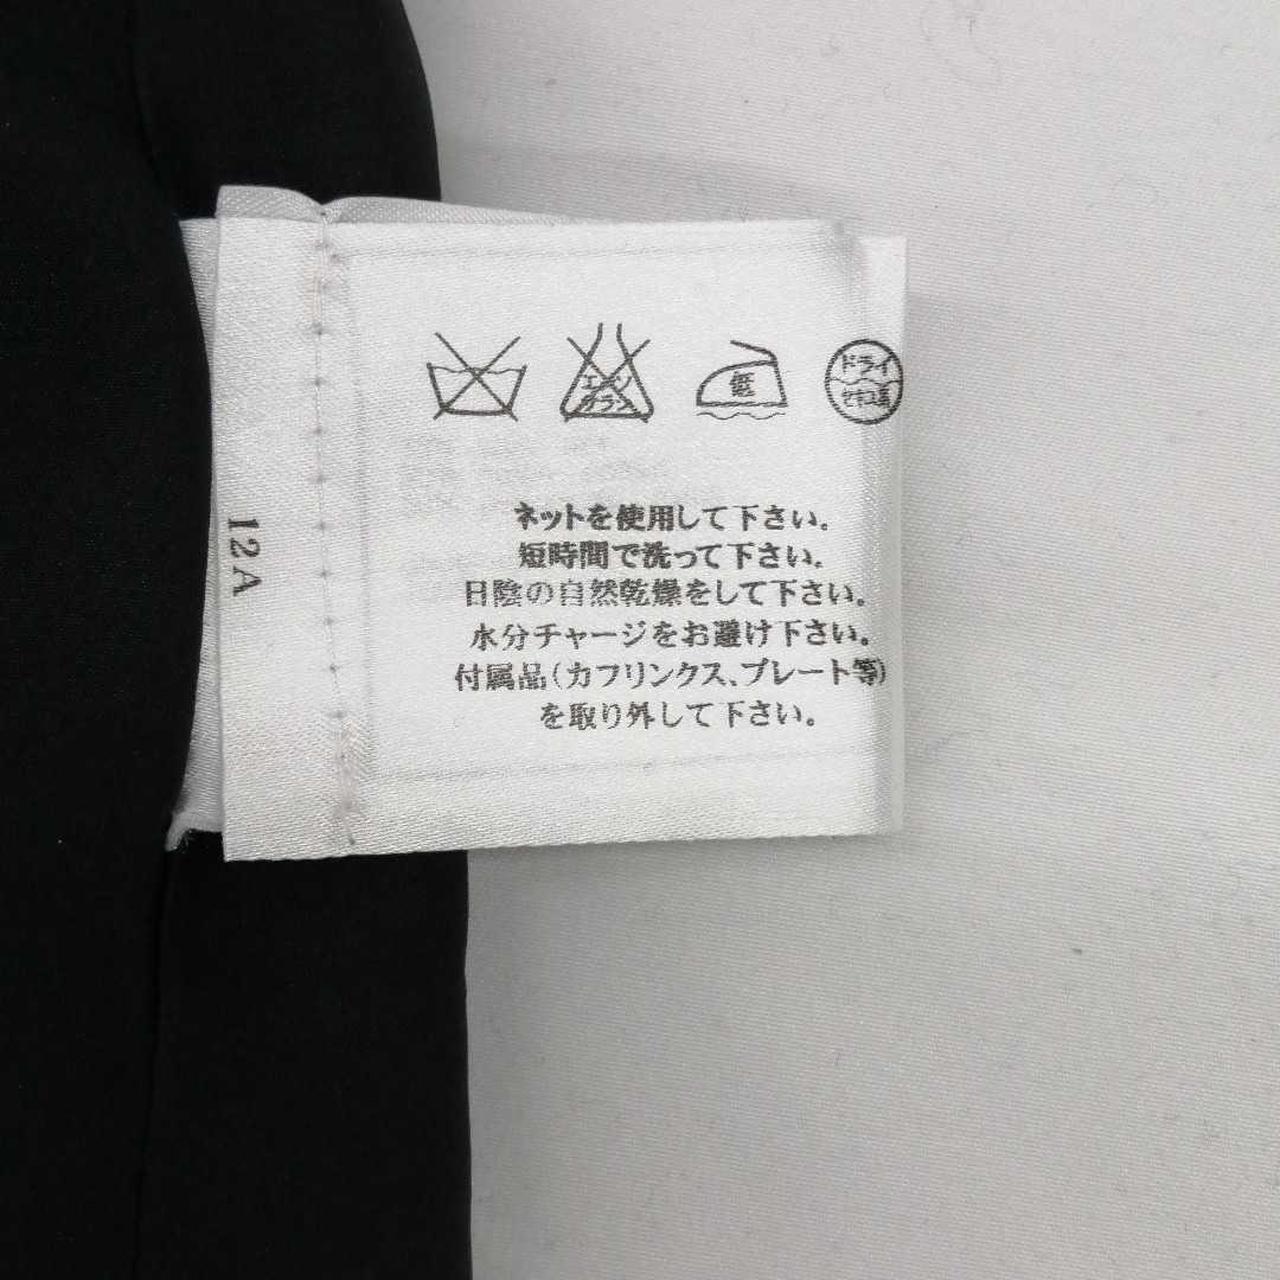 エンソ
サラシ
低
ドライ
セキユ系
ネットを使用して下さい。
短時間で洗って下さい。
日陰の自然乾燥をして下さい。
水分チャージをお避け下さい。
付属品(カフリンクス、プレート等)
を取り外して下さい。
12A